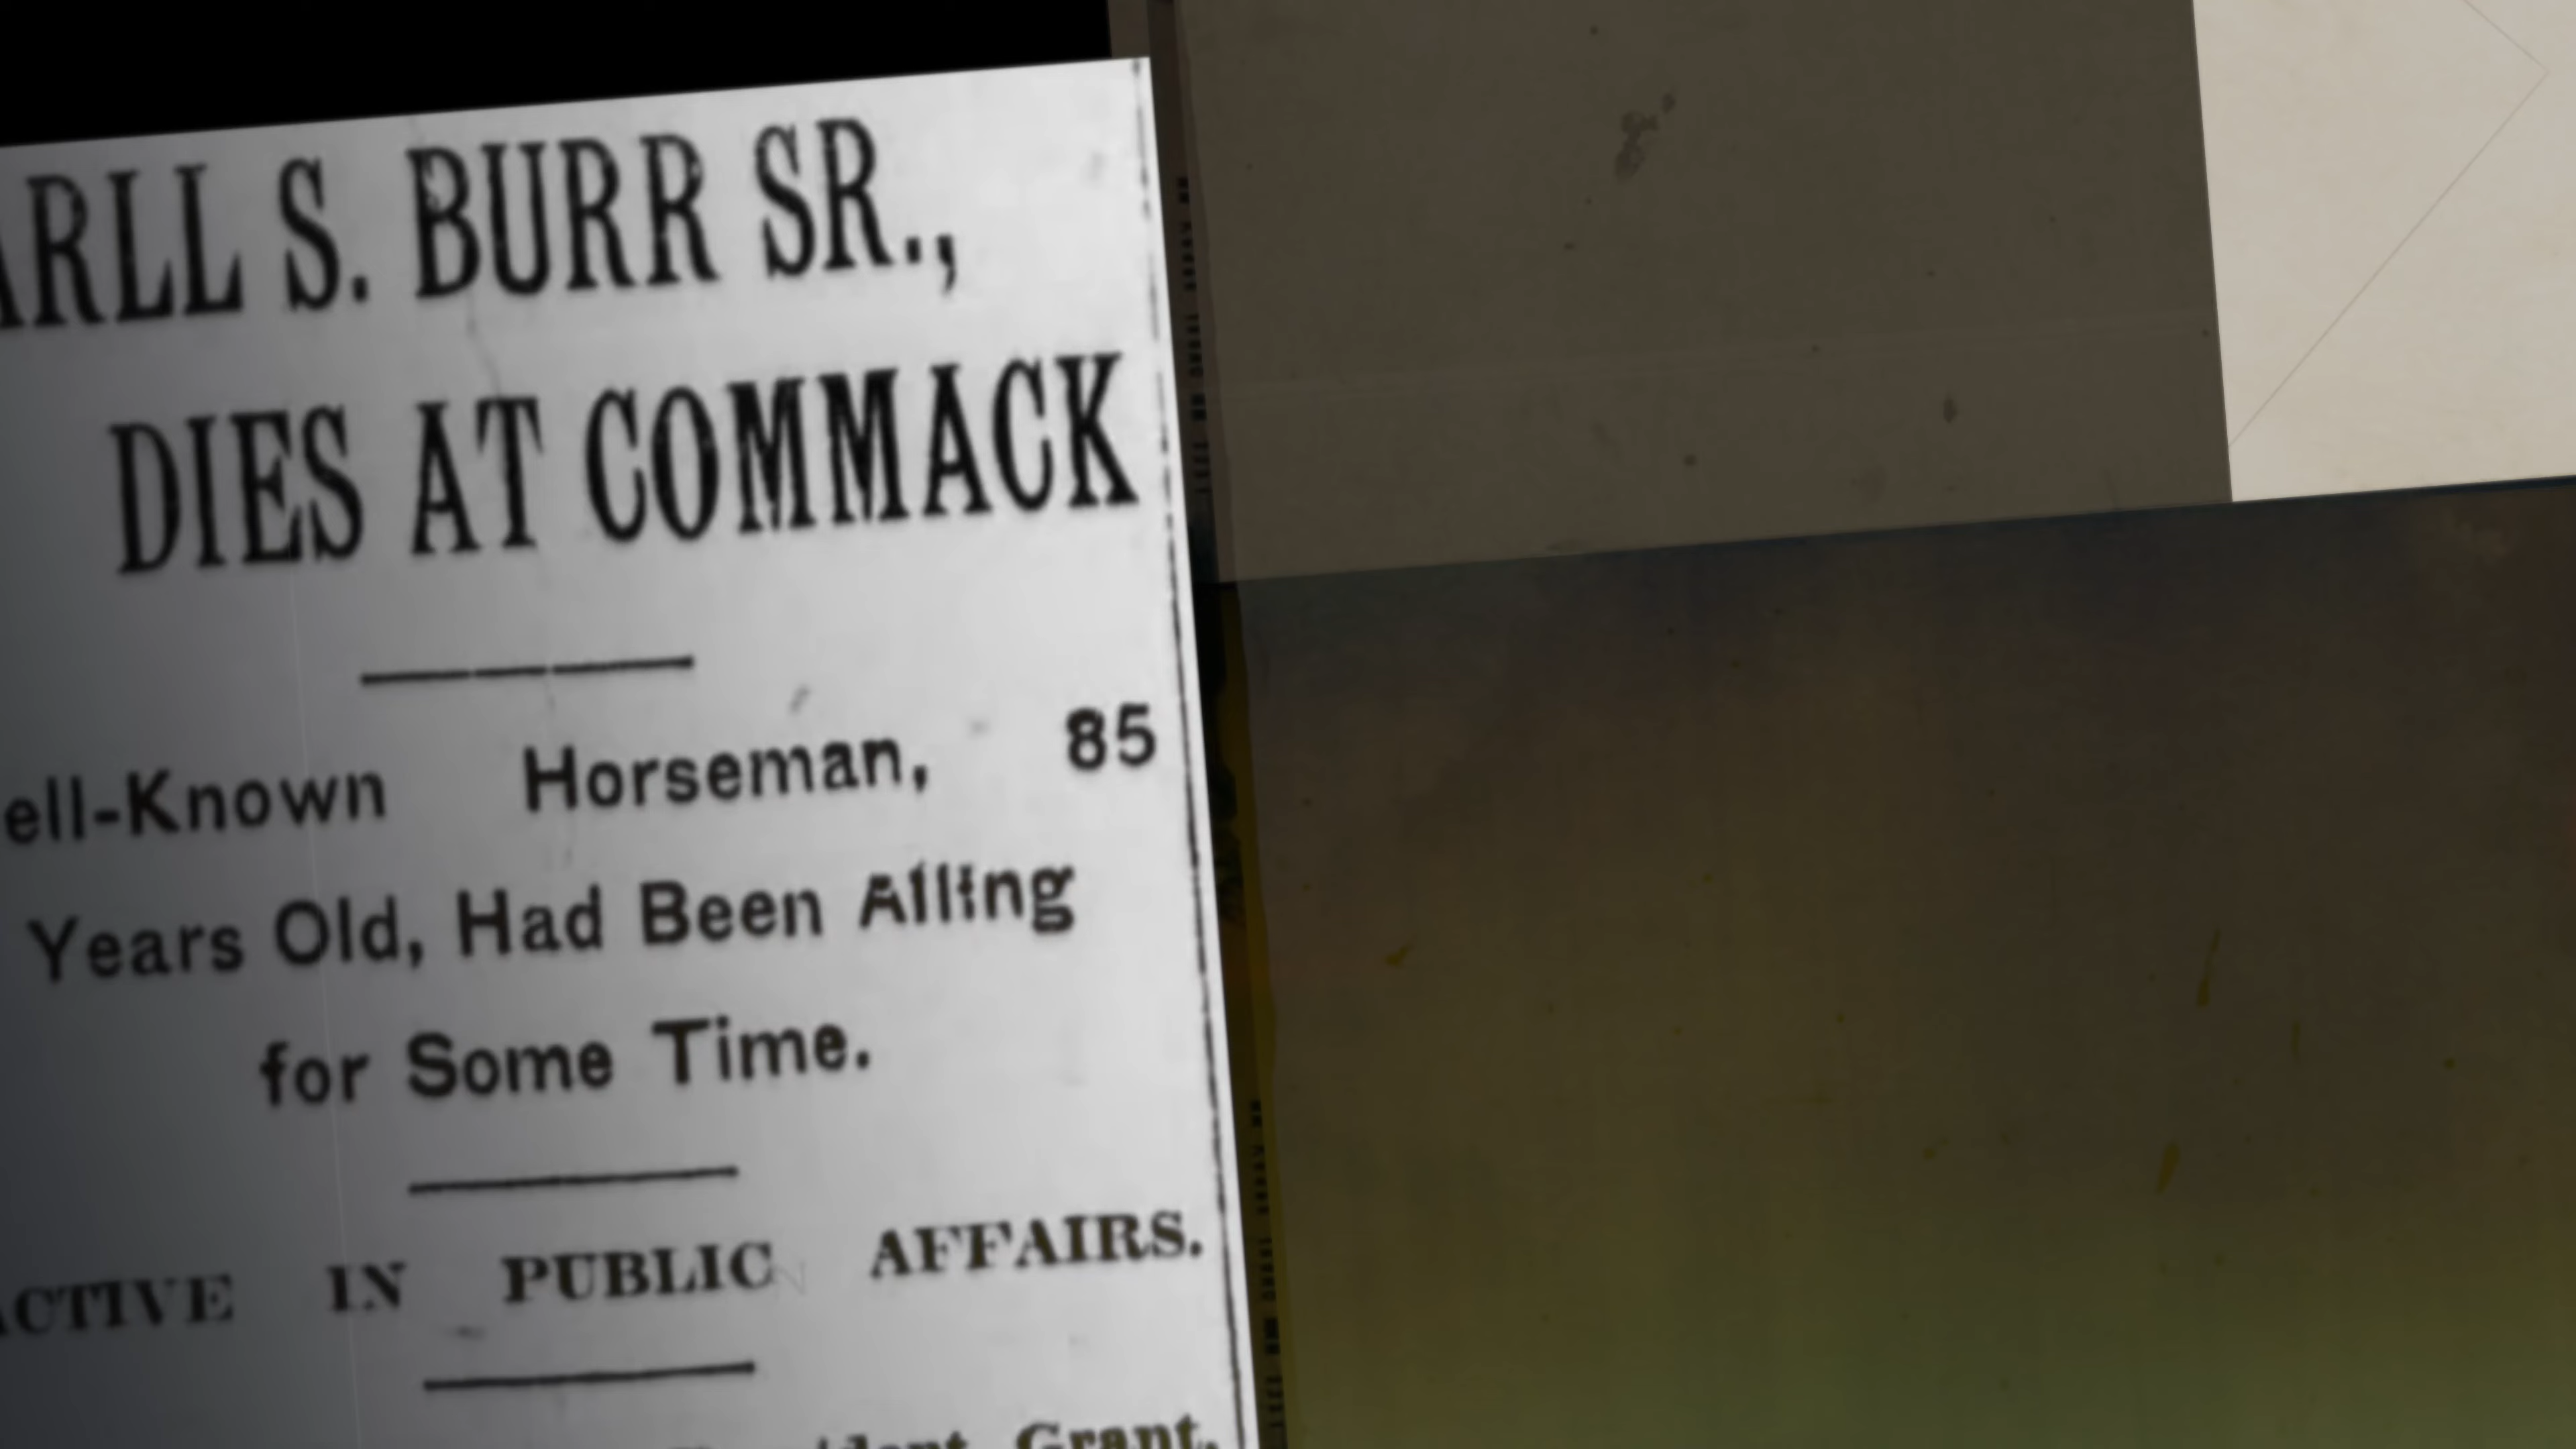 ARLL S. BURR SR.,
DIES AT COMMACK
ell-Known Horseman, 85
Years Old, Had Been Ailing
for Some Time.
ACTIVE IN PUBLIC AFFAIRS.
Grant,